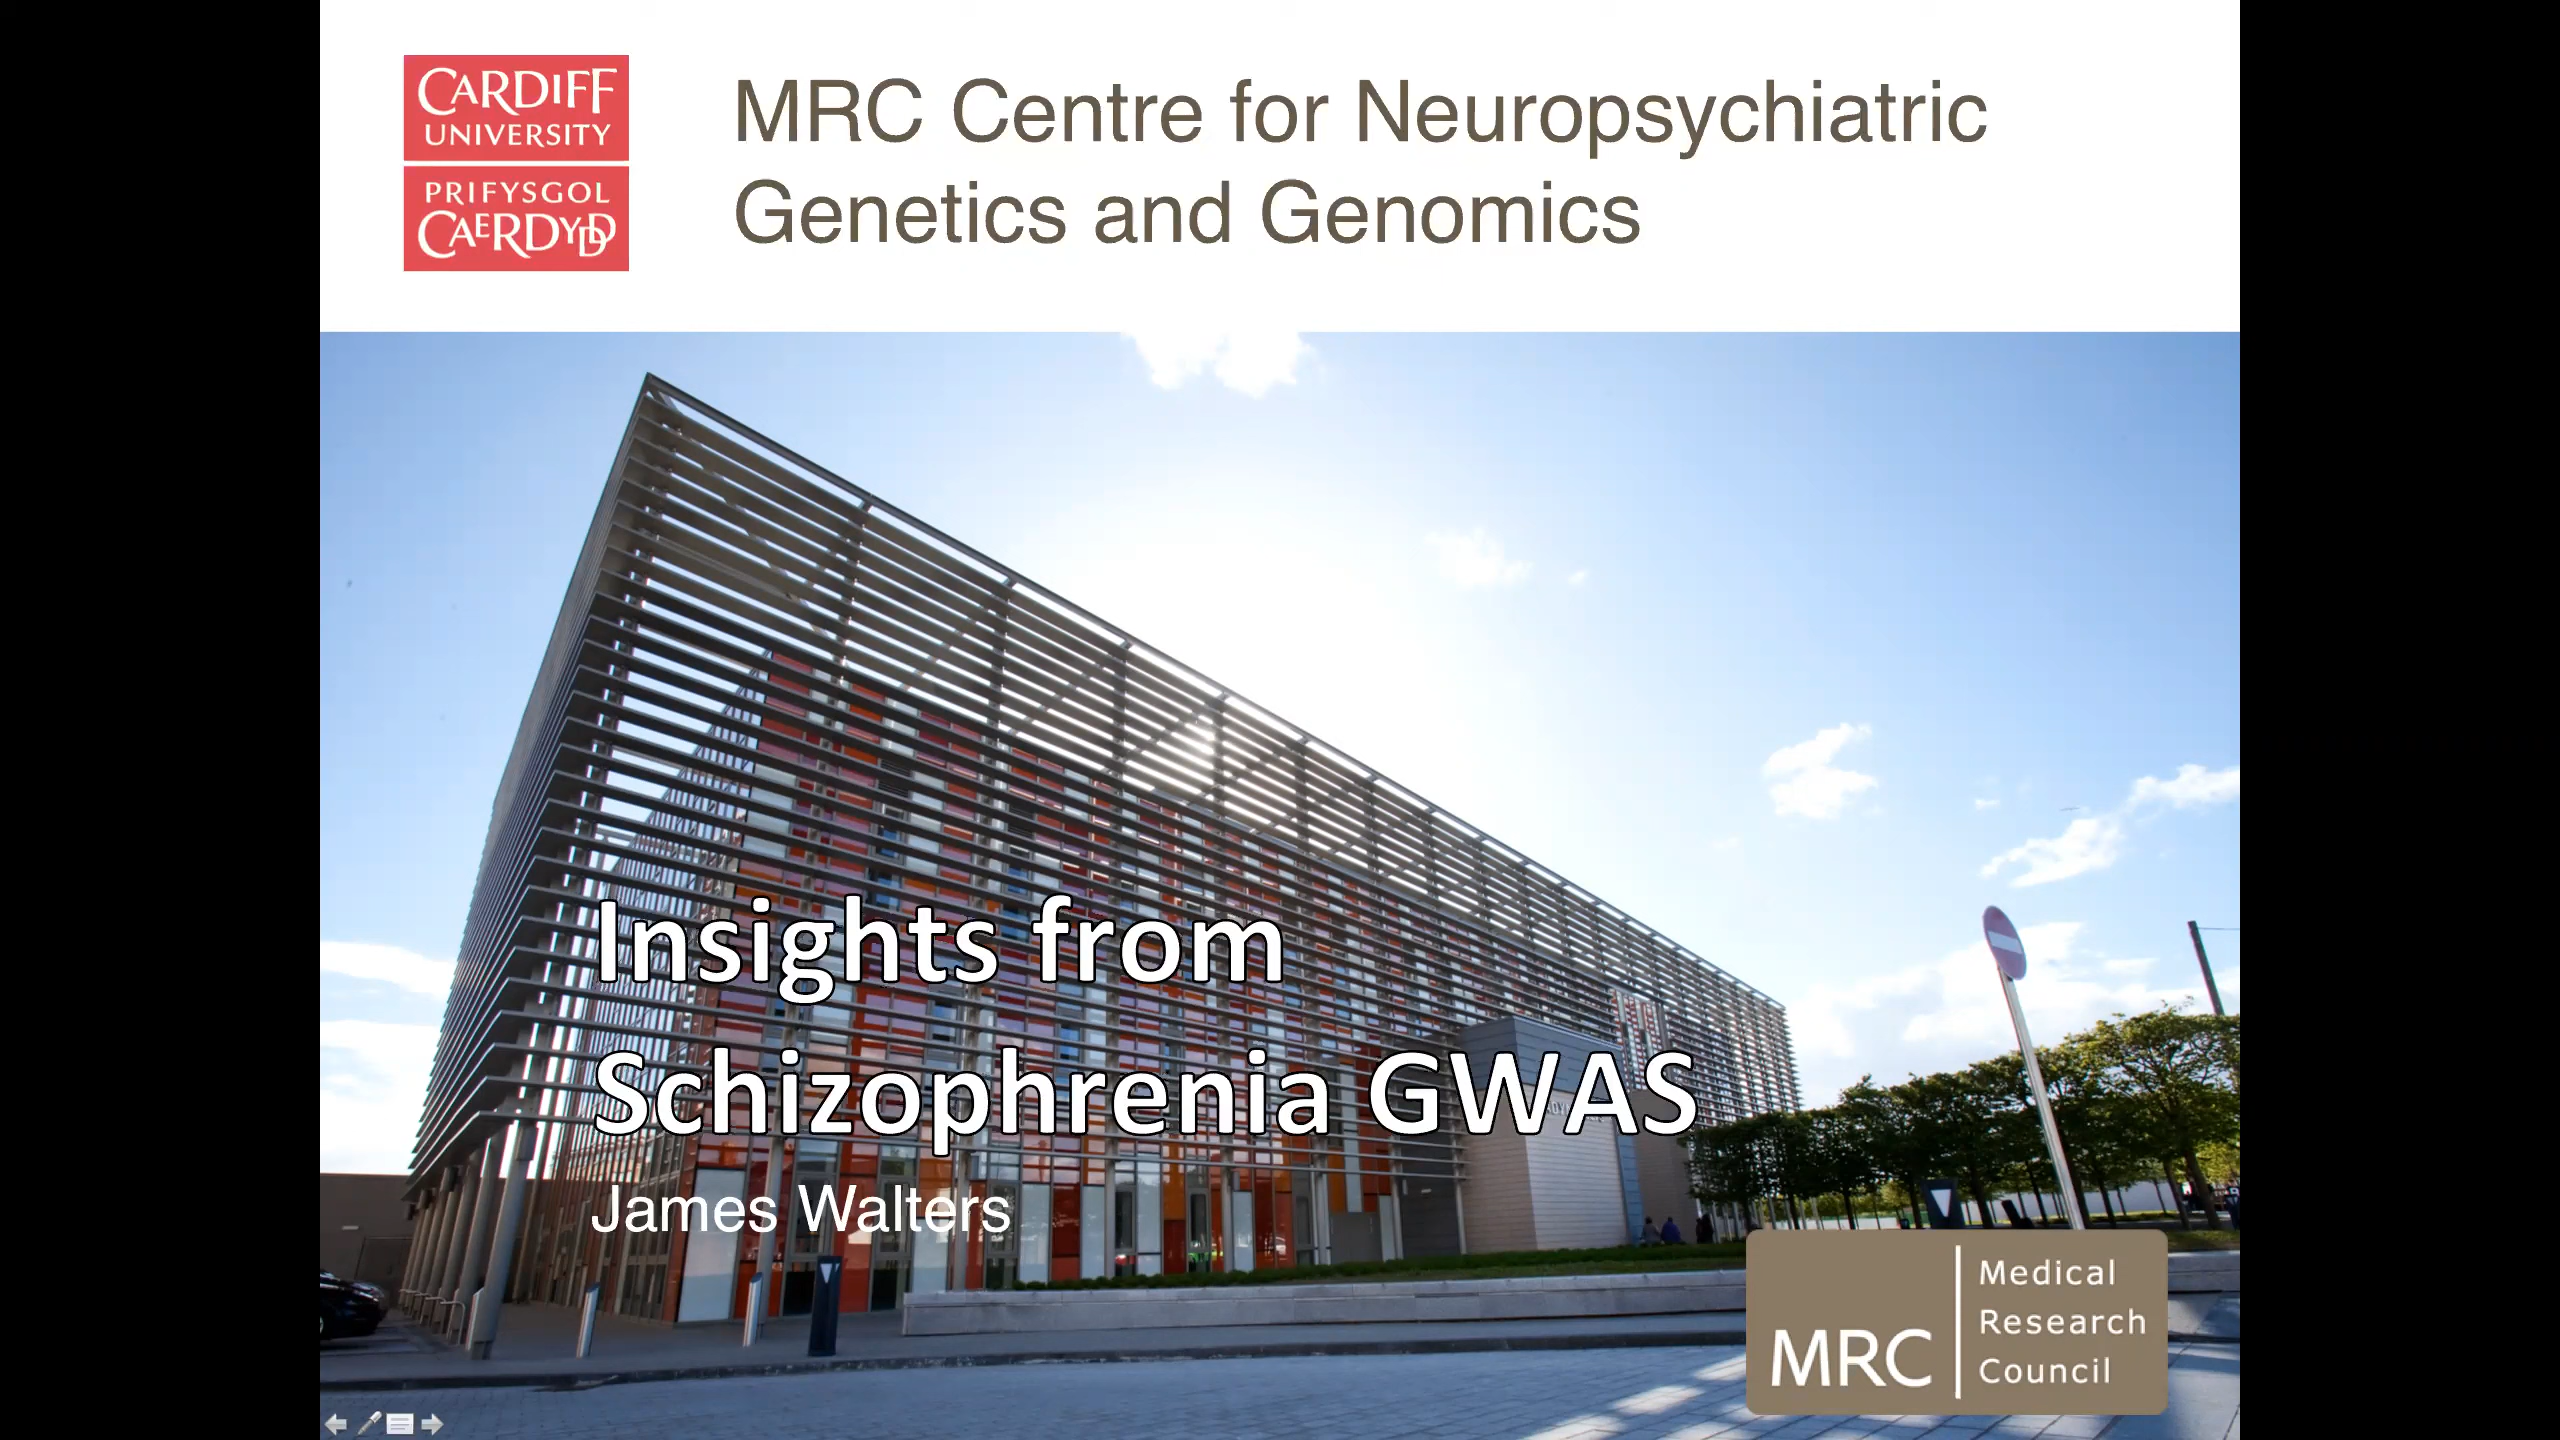 CARDIFF
UNIVERSITY
PRIFYSGOL
CAERDYDD
MRC Centre for Neuropsychiatric
Genetics and Genomics
Insights from
Schizophrenia GWAS
James Walters
MRC
Medical
Research
Council